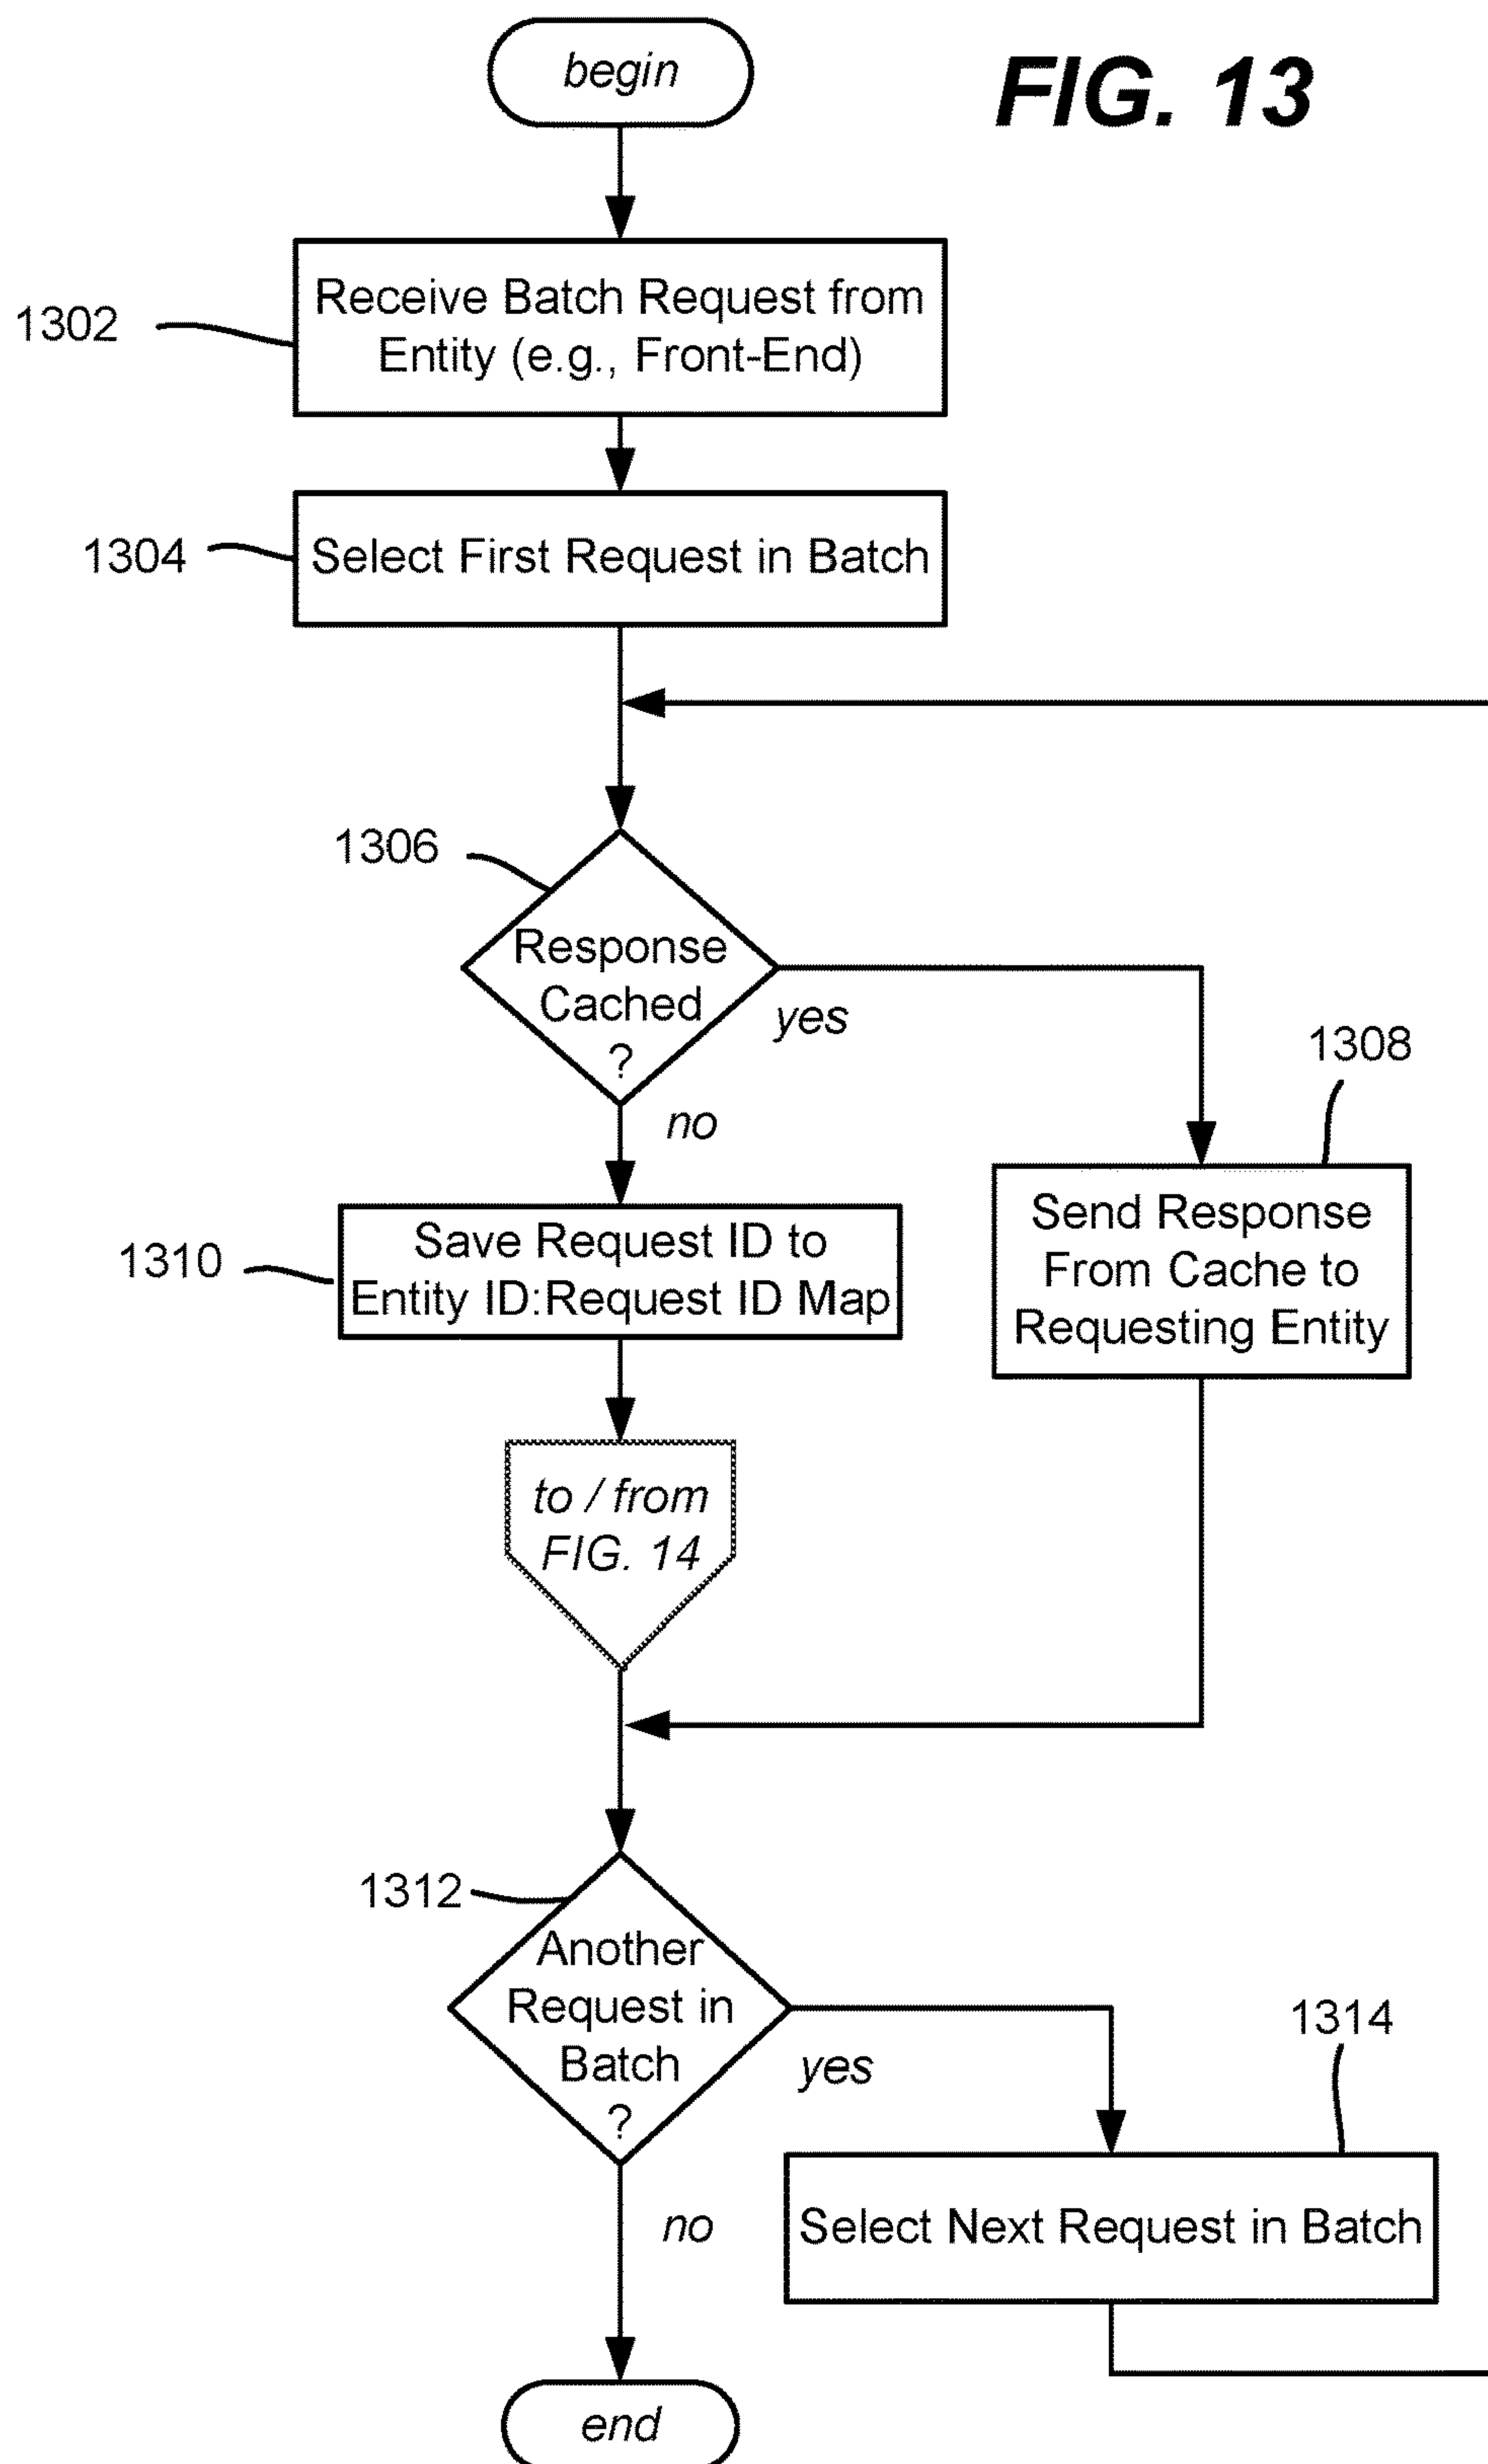 begin
FIG. 13
1302
Receive Batch Request from
Entity (e.g., Front-End)
1304
Select First Request in Batch
1306
Response
Cached
?
yes
no
1308
Send Response
From Cache to
Requesting Entity
1310
Save Request ID to
Entity ID:Request ID Map
to / from
FIG. 14
1312
Another
Request in
Batch
?
yes
no
1314
Select Next Request in Batch
end